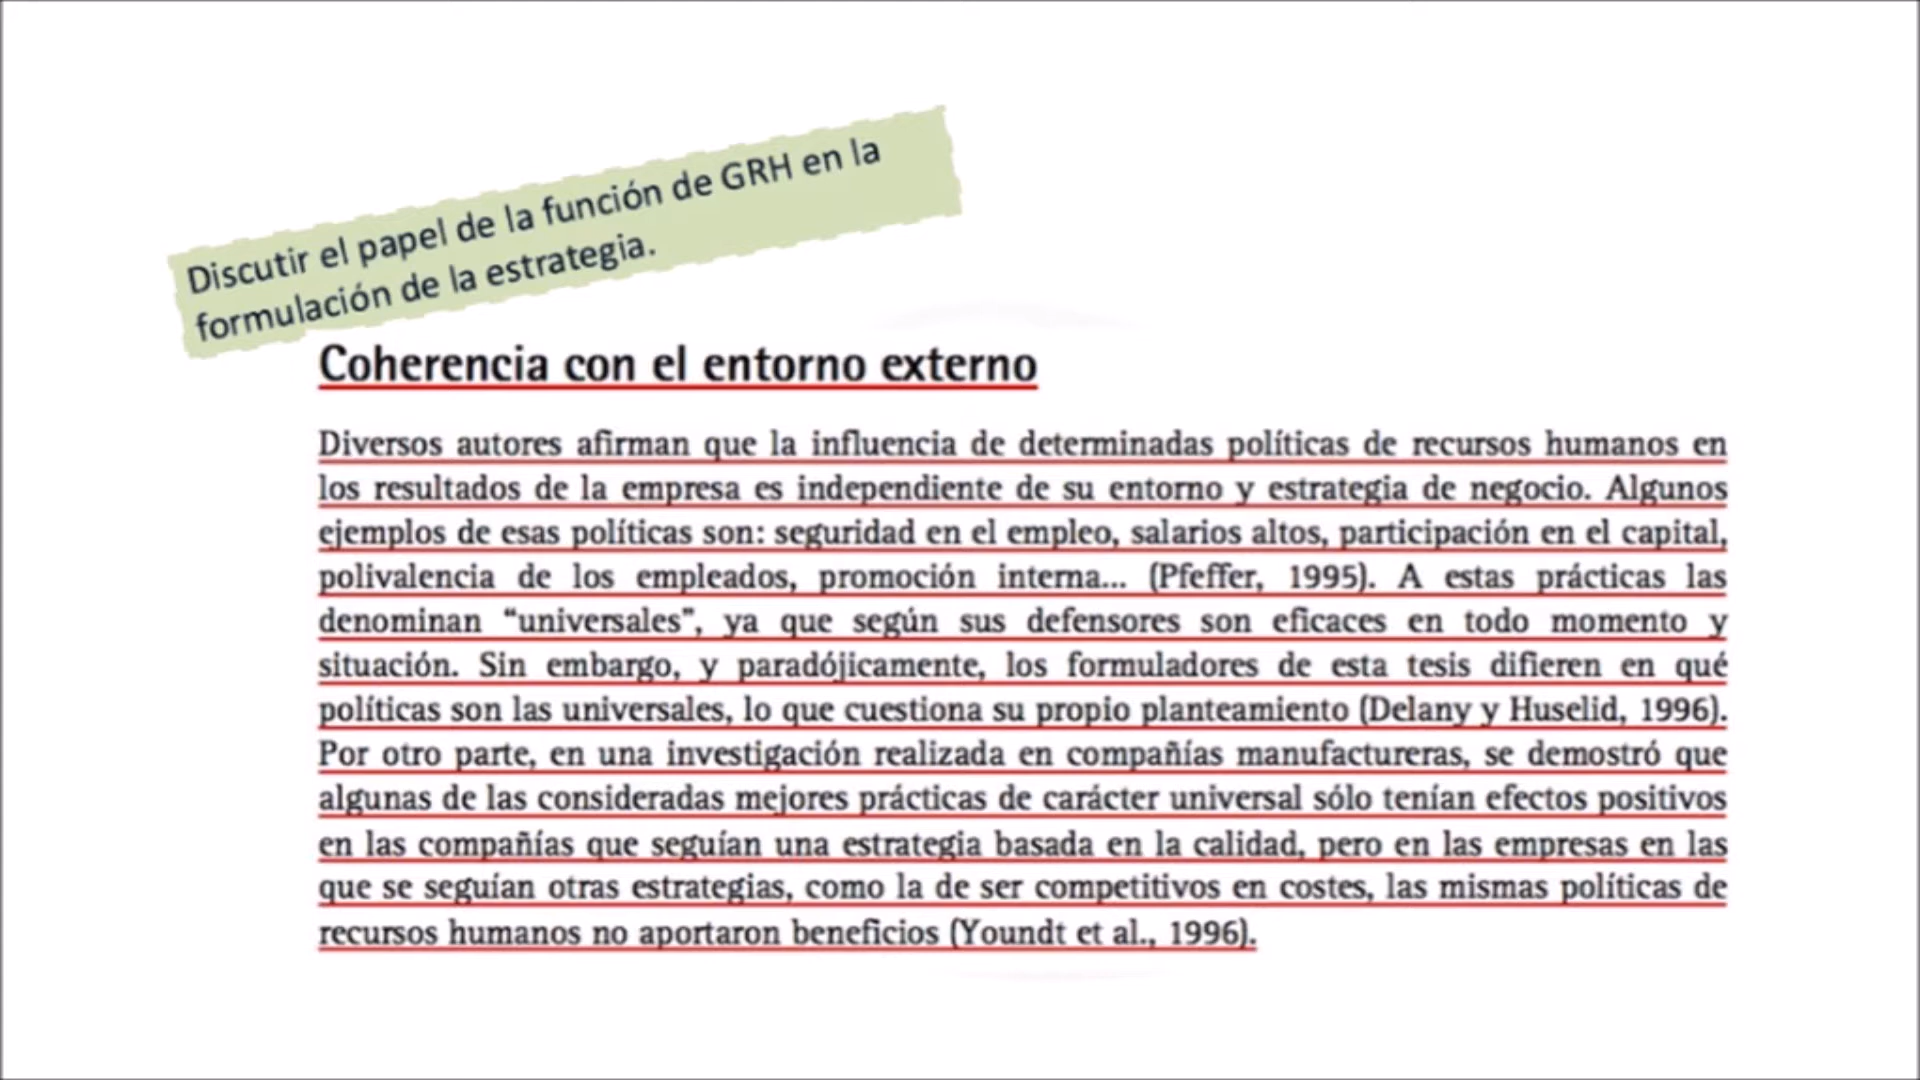 Discutir el papel de la función de GRH en la
formulación de la estrategia.
Coherencia con el entorno externo
Diversos autores afirman que la influencia de determinadas políticas de recursos humanos en
los resultados de la empresa es independiente de su entorno y estrategia de negocio. Algunos
ejemplos de esas políticas son: seguridad en el empleo, salarios altos, participación en el capital,
polivalencia de los empleados, promoción interna... (Pfeffer, 1995). A estas prácticas las
denominan “universales”, ya que según sus defensores son eficaces en todo momento y
situación. Sin embargo, y paradójicamente, los formuladores de esta tesis difieren en qué
políticas son las universales, lo que cuestiona su propio planteamiento (Delany y Huselid, 1996).
Por otro parte, en una investigación realizada en compañías manufactureras, se demostró que
algunas de las consideradas mejores prácticas de carácter universal sólo tenían efectos positivos
en las compañías que seguían una estrategia basada en la calidad, pero en las empresas en las
que se seguían otras estrategias, como la de ser competitivos en costes, las mismas políticas de
recursos humanos no aportaron beneficios (Youndt et al., 1996).